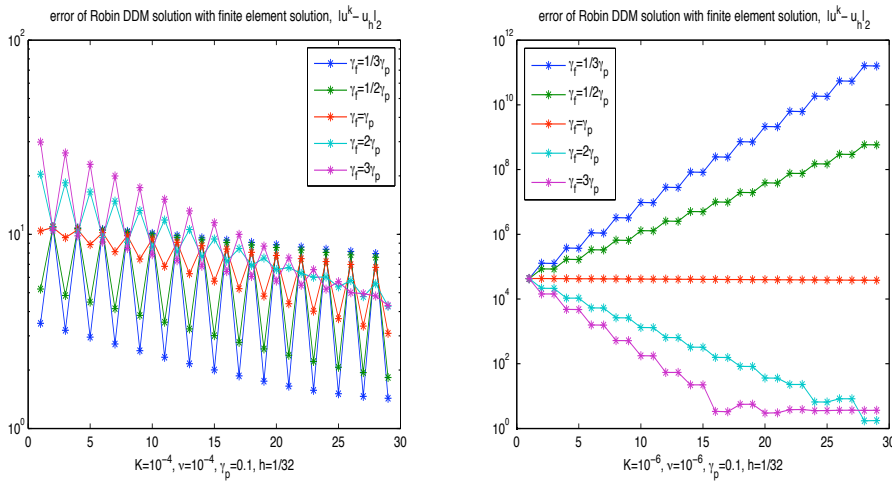 error of Robin DDM solution with finite element solution, |u^k − u_h|_2
10^2
10^1
10^0
0 5 10 15 20 25 30
γ_f=1/3γ_p
γ_f=1/2γ_p
γ_f=γ_p
γ_f=2γ_p
γ_f=3γ_p
K=10^−4, ν=10^−4, γ_p=0.1, h=1/32
error of Robin DDM solution with finite element solution, |u^k − u_h|_2
10^12
10^10
10^8
10^6
10^4
10^2
10^0
0 5 10 15 20 25 30
γ_f=1/3γ_p
γ_f=1/2γ_p
γ_f=γ_p
γ_f=2γ_p
γ_f=3γ_p
K=10^−6, ν=10^−6, γ_p=0.1, h=1/32